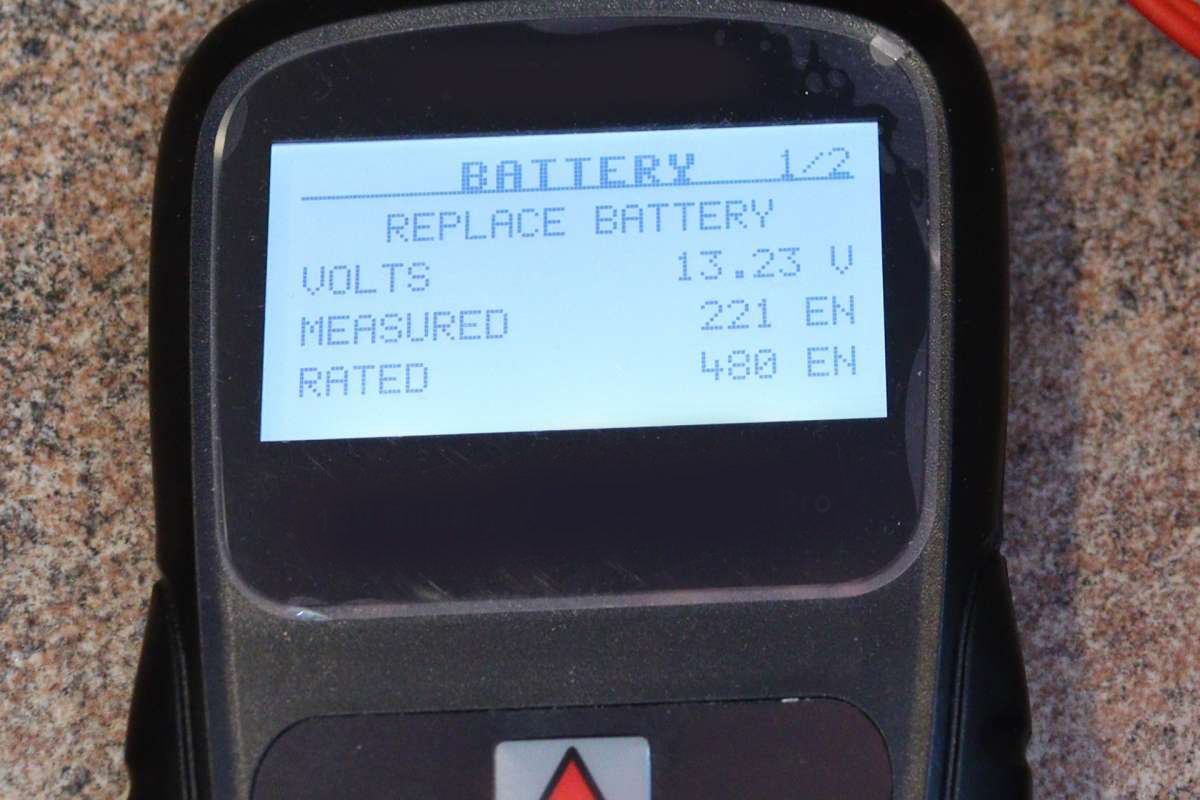 BATTERY 1/2
REPLACE BATTERY
VOLTS 13.23 V
MEASURED 221 EN
RATED 480 EN